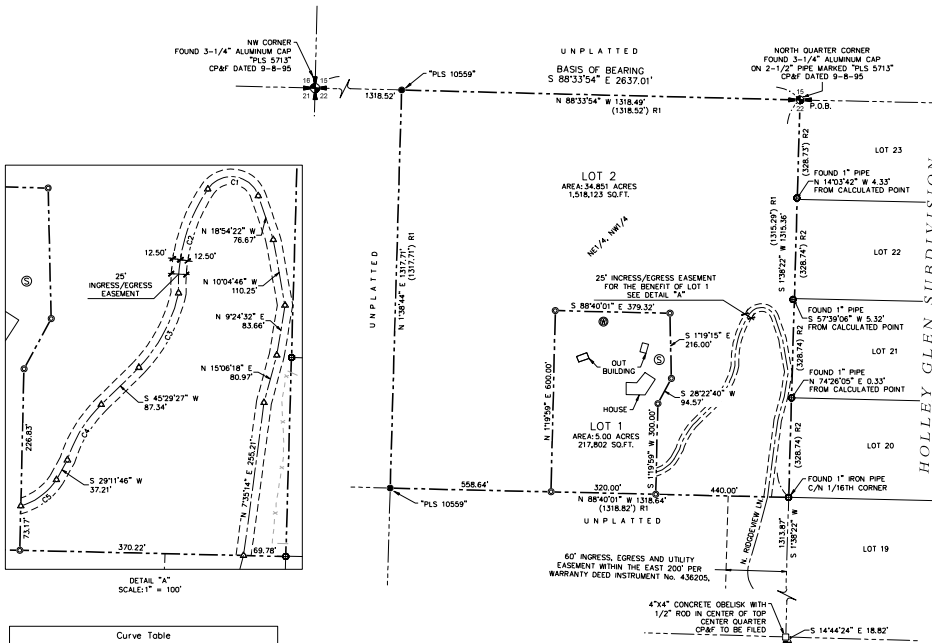 NW CORNER
FOUND 3-1/4" ALUMINUM CAP
"PLS 5713"
CP&F DATED 9-8-95
16 15
21 22
1318.52'
"PLS 10559"
UNPLATTED
BASIS OF BEARING
S 88'33'54" E 2637.01'
N 88'33'54" W 1318.49'
(1318.52') R1
NORTH QUARTER CORNER
FOUND 3-1/4" ALUMINUM CAP
ON 2-1/2" PIPE MARKED "PLS 5713"
CP&F DATED 9-8-95
15
22
P.O.B.
(328.73') R2
LOT 23
FOUND 1" PIPE
N 14'03'42" W 4.33'
FROM CALCULATED POINT
LOT 2
AREA: 34.851 ACRES
1,518,123 SQ.FT.
NE1/4, NW1/4
UNPLATTED
N 1'38'44" E 1317.71'
(1317.71') R1
(1315.29') R1
S 1'38'22" W 1315.36'
(328.74') R2
LOT 22
HOLLEY GLEN SUBDIVISION
25' INCRESS/EGRESS EASEMENT
FOR THE BENEFIT OF LOT 1
SEE DETAIL "A"
S 88'40'01" E 379.32'
W
S 1'19'15" E
216.00'
S
OUT
BUILDING
HOUSE
S 28'22'40" W
94.57'
N 1'19'59" E 600.00'
S 1'19'59" W 300.00'
LOT 1
AREA: 5.00 ACRES
217,802 SQ.FT.
FOUND 1" PIPE
S 57'39'06" W 5.32'
FROM CALCULATED POINT
(328.74) R2
LOT 21
FOUND 1" PIPE
N 74'26'05" E 0.33'
FROM CALCULATED POINT
(328.74) R2
LOT 20
FOUND 1" IRON PIPE
C/N 1/16TH CORNER
"PLS 10559"
558.64'
320.00'
440.00'
N 88'40'01" W 1318.64'
(1318.82') R1
UNPLATTED
N. RIDGDEVIEW LN.
1313.87'
S 1'38'22" W
LOT 19
60' INGRESS, EGRESS AND UTILITY
EASEMENT WITHIN THE EAST 200' PER
WARRANTY DEED INSTRUMENT No. 436205,
4"X4" CONCRETE OBELISK WITH
1/2" ROD IN CENTER OF TOP
CENTER QUARTER
CP&F TO BE FILED
S 14'44'24" E 18.82'
C1
C2
N 18'54'22" W
76.67'
12.50'
12.50'
S
25'
INGRESS/EGRESS
EASEMENT
N 10'04'46" W
110.25'
N 9'24'32" E
83.66'
C3
N 15'06'18" E
80.97'
S 45'29'27" W
87.34'
226.83'
C4
S 29'11'46" W
37.21'
N 7'35'14" E 255.21'
C5
73.17'
370.22'
69.78'
DETAIL "A"
SCALE: 1" = 100'
Curve Table